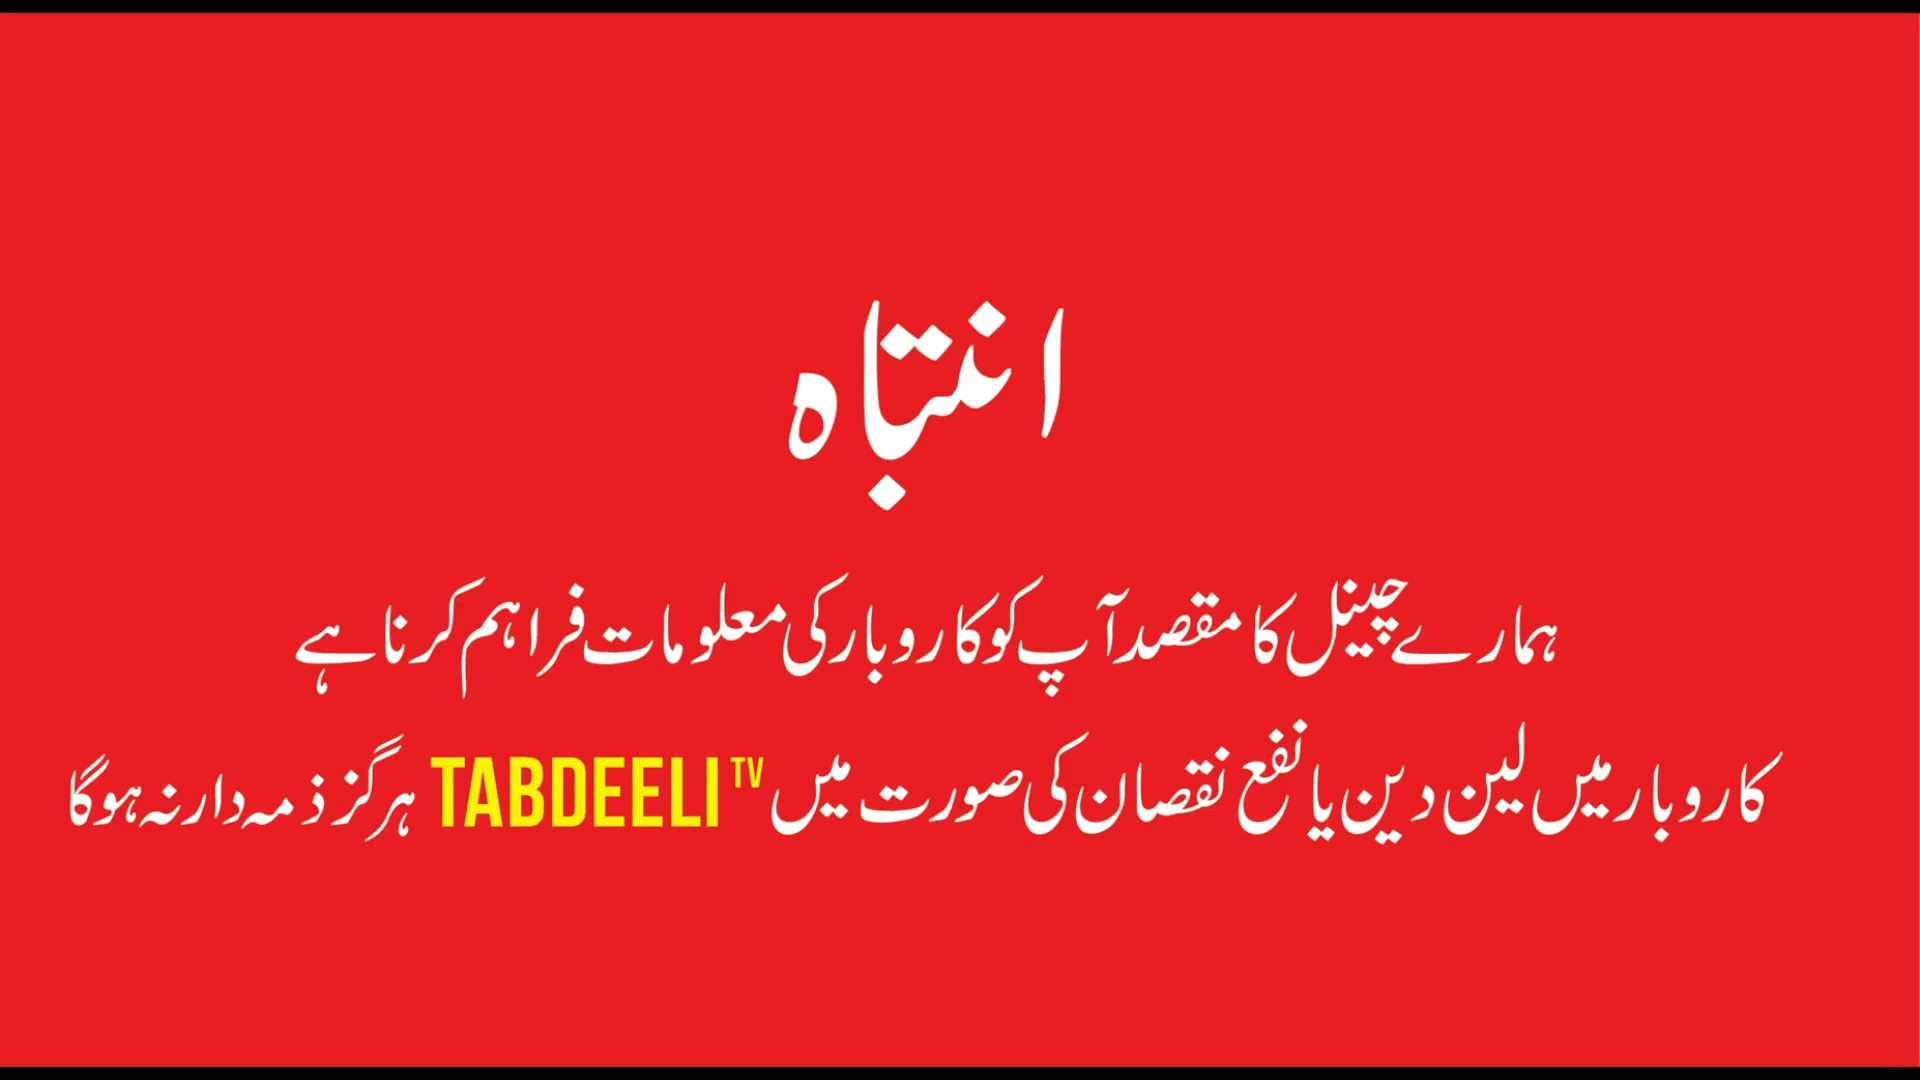 انتباہ
ہمارے چینل کا مقصد آپ کو کاروبار کی معلومات فراہم کرنا ہے
کاروبار میں لین دین یا نفع نقصان کی صورت میں TABDEELI TV ہرگز ذمہ دار نہ ہوگا